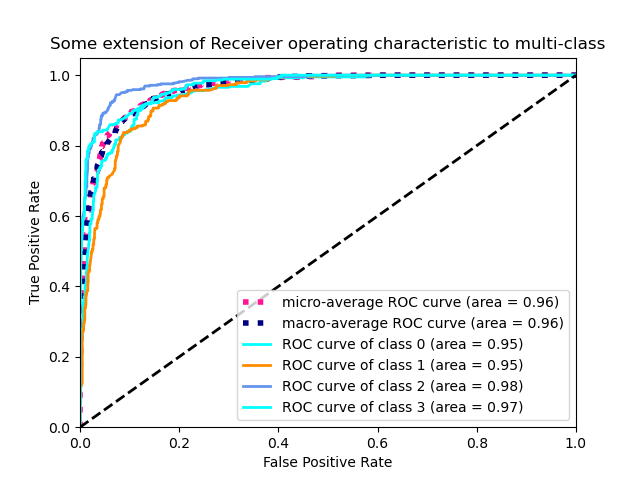 Some extension of Receiver operating characteristic to multi-class
1.0
0.8
0.6
0.4
0.2
0.0
True Positive Rate
micro-average ROC curve (area = 0.96)
macro-average ROC curve (area = 0.96)
ROC curve of class 0 (area = 0.95)
ROC curve of class 1 (area = 0.95)
ROC curve of class 2 (area = 0.98)
ROC curve of class 3 (area = 0.97)
0.0 0.2 0.4 0.6 0.8 1.0
False Positive Rate